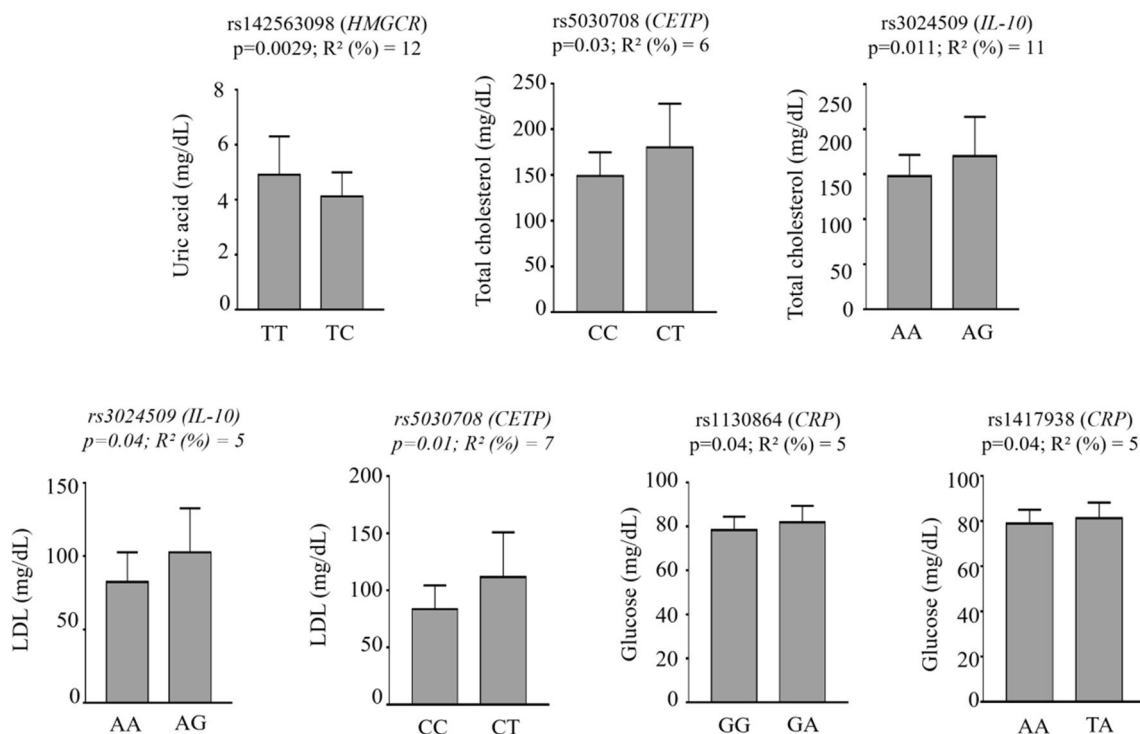 rs142563098 (HMGCR)
p=0.0029; R² (%) = 12
Uric acid (mg/dL)
8
6
4
2
0
TT TC
rs5030708 (CETP)
p=0.03; R² (%) = 6
Total cholesterol (mg/dL)
250
200
150
100
50
0
CC CT
rs3024509 (IL-10)
p=0.011; R² (%) = 11
Total cholesterol (mg/dL)
250
200
150
100
50
0
AA AG
rs3024509 (IL-10)
p=0.04; R² (%) = 5
LDL (mg/dL)
150
100
50
0
AA AG
rs5030708 (CETP)
p=0.01; R² (%) = 7
LDL (mg/dL)
200
150
100
50
0
CC CT
rs1130864 (CRP)
p=0.04; R² (%) = 5
Glucose (mg/dL)
100
80
60
40
20
0
GG GA
rs1417938 (CRP)
p=0.04; R² (%) = 5
Glucose (mg/dL)
100
80
60
40
20
0
AA TA